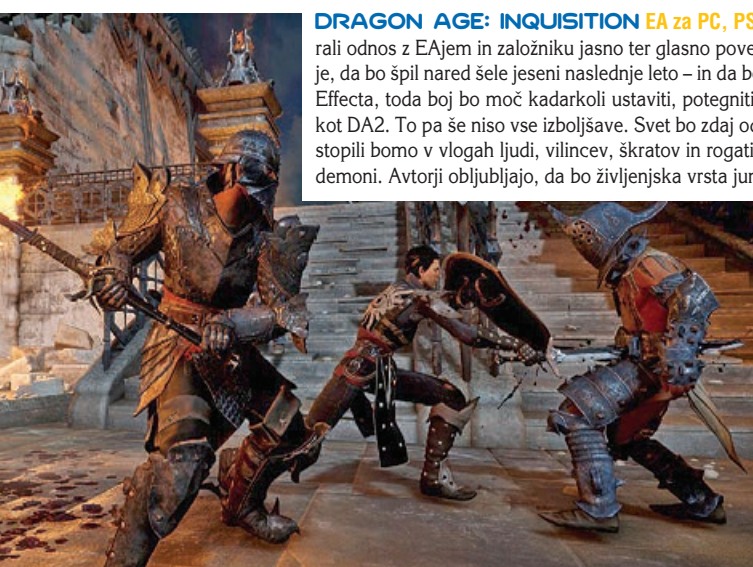 DRAGON AGE: INQUISITION EA za PC, PS
rali odnos z EAjem in založniku jasno ter glasno pove
je, da bo špil nared šele jeseni naslednje leto – in da b
Effecta, toda boj bo moč kadarkoli ustaviti, potegniti
kot DA2. To pa še niso vse izboljšave. Svet bo zdaj o
stopili bomo v vlogah ljudi, vilincev, škratov in rogati
demoni. Avtorji obljubljajo, da bo življenjska vrsta jur